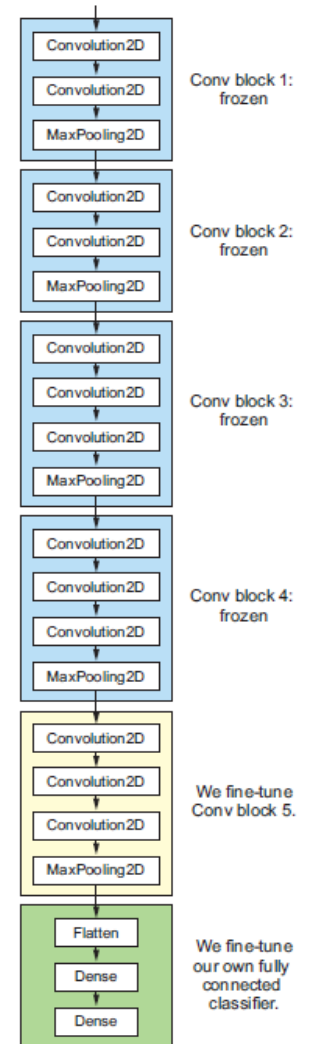 Convolution2D
Convolution2D
MaxPooling2D
Conv block 1:
frozen
Convolution2D
Convolution2D
MaxPooling2D
Conv block 2:
frozen
Convolution2D
Convolution2D
Convolution2D
MaxPooling2D
Conv block 3:
frozen
Convolution2D
Convolution2D
Convolution2D
MaxPooling2D
Conv block 4:
frozen
Convolution2D
Convolution2D
Convolution2D
MaxPooling2D
We fine-tune
Conv block 5.
Flatten
Dense
Dense
We fine-tune
our own fully
connected
classifier.